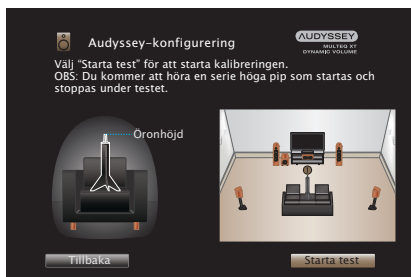 Audyssey-konfigurering
AUDYSSEY
MULTEQ XT
DYNAMIC VOLUME
Välj “Starta test” för att starta kalibreringen.
OBS: Du kommer att höra en serie höga pip som startas och
stoppas under testet.
Öronhöjd
Tillbaka
Starta test